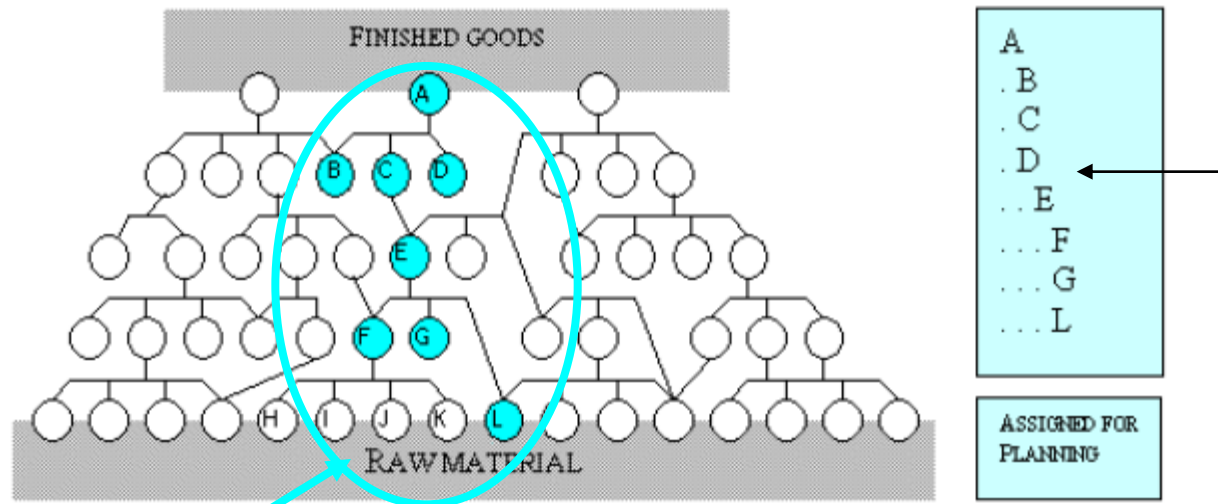 FINISHED GOODS
A
B C D
E
F G
H I J K L
RAW MATERIAL
A
. B
. C
. D
. . E
. . . F
. . . G
. . . L
ASSIGNED FOR
PLANNING